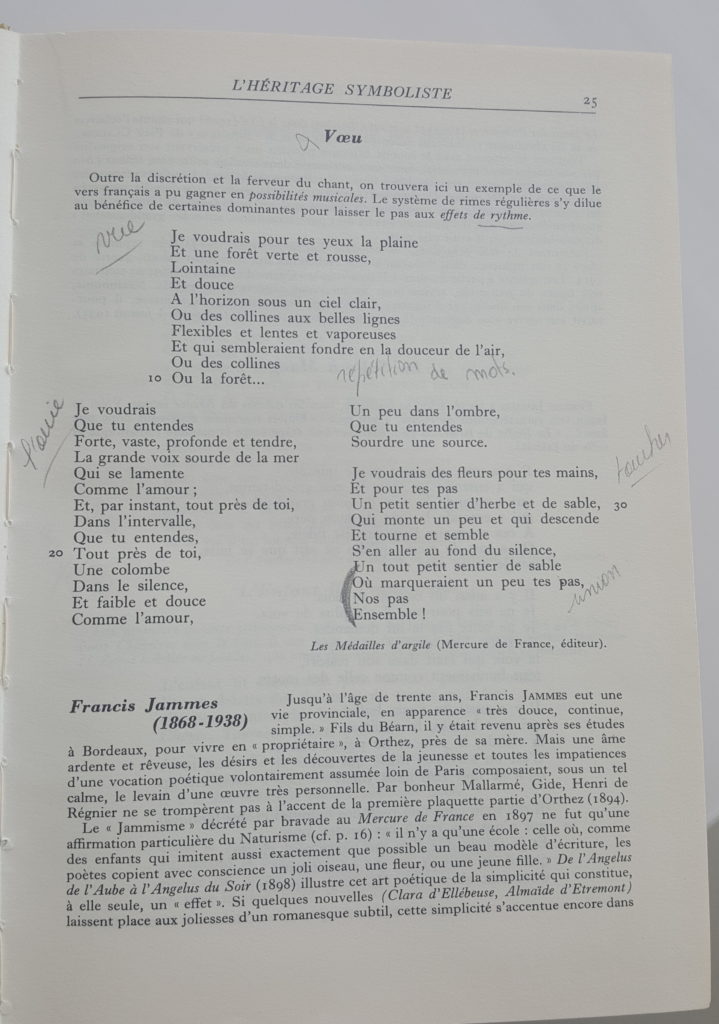 L'HÉRITAGE SYMBOLISTE
25
Vœu
Outre la discrétion et la ferveur du chant, on trouvera ici un exemple de ce que le
vers français a pu gagner en possibilités musicales. Le système de rimes régulières s'y dilue
au bénéfice de certaines dominantes pour laisser le pas aux effets de rythme.
vue
Je voudrais pour tes yeux la plaine
Et une forêt verte et rousse,
Lointaine
Et douce
A l'horizon sous un ciel clair,
Ou des collines aux belles lignes
Flexibles et lentes et vaporeuses
Et qui sembleraient fondre en la douceur de l'air,
Ou des collines
10 Ou la forêt...
répétition de mots.
l'ouïe
Je voudrais
Que tu entendes
Forte, vaste, profonde et tendre,
La grande voix sourde de la mer
Qui se lamente
Comme l'amour ;
Et, par instant, tout près de toi,
Dans l'intervalle,
Que tu entendes,
20 Tout près de toi,
Une colombe
Dans le silence,
Et faible et douce
Comme l'amour,
Un peu dans l'ombre,
Que tu entendes
Sourdre une source.
toucher
Je voudrais des fleurs pour tes mains,
Et pour tes pas
Un petit sentier d'herbe et de sable, 30
Qui monte un peu et qui descende
Et tourne et semble
S'en aller au fond du silence,
Un tout petit sentier de sable
Où marqueraient un peu tes pas,
Nos pas
Ensemble !
union
Les Médailles d'argile (Mercure de France, éditeur).
Francis Jammes
(1868-1938)
Jusqu'à l'âge de trente ans, Francis JAMMES eut une
vie provinciale, en apparence « très douce, continue,
simple. » Fils du Béarn, il y était revenu après ses études
à Bordeaux, pour vivre en « propriétaire », à Orthez, près de sa mère. Mais une âme
ardente et rêveuse, les désirs et les découvertes de la jeunesse et toutes les impatiences
d'une vocation poétique volontairement assumée loin de Paris composaient, sous un tel
calme, le levain d'une œuvre très personnelle. Par bonheur Mallarmé, Gide, Henri de
Régnier ne se trompèrent pas à l'accent de la première plaquette partie d'Orthez (1894).
Le « Jammisme » décrété par bravade au Mercure de France en 1897 ne fut qu'une
affirmation particulière du Naturisme (cf. p. 16) : « il n'y a qu'une école : celle où, comme
des enfants qui imitent aussi exactement que possible un beau modèle d'écriture, les
poètes copient avec conscience un joli oiseau, une fleur, ou une jeune fille. » De l'Angelus
de l'Aube à l'Angelus du Soir (1898) illustre cet art poétique de la simplicité qui constitue,
à elle seule, un « effet ». Si quelques nouvelles (Clara d'Ellébeuse, Almaïde d'Etremont)
laissent place aux joliesses d'un romanesque subtil, cette simplicité s'accentue encore dans